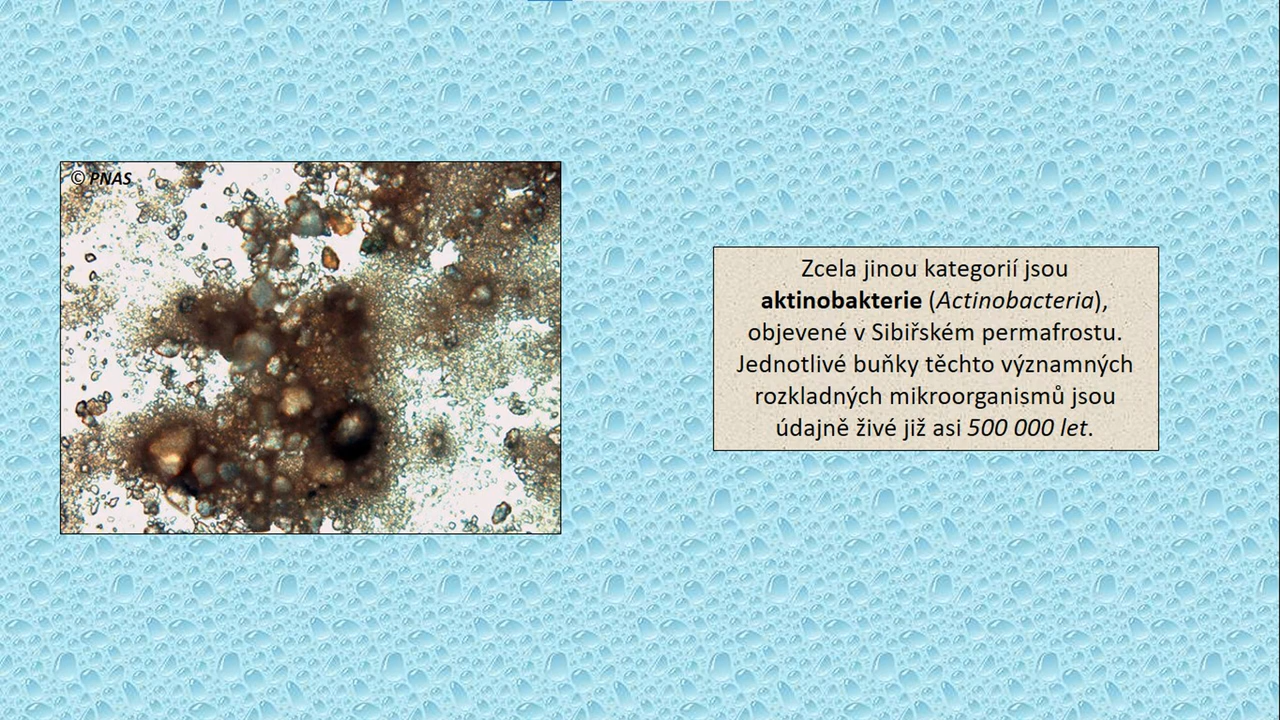 © PNAS
Zcela jinou kategorií jsou
aktinobakterie (Actinobacteria),
objevené v Sibiřském permafrostu.
Jednotlivé buňky těchto významných
rozkladných mikroorganismů jsou
údajně živé již asi 500 000 let.